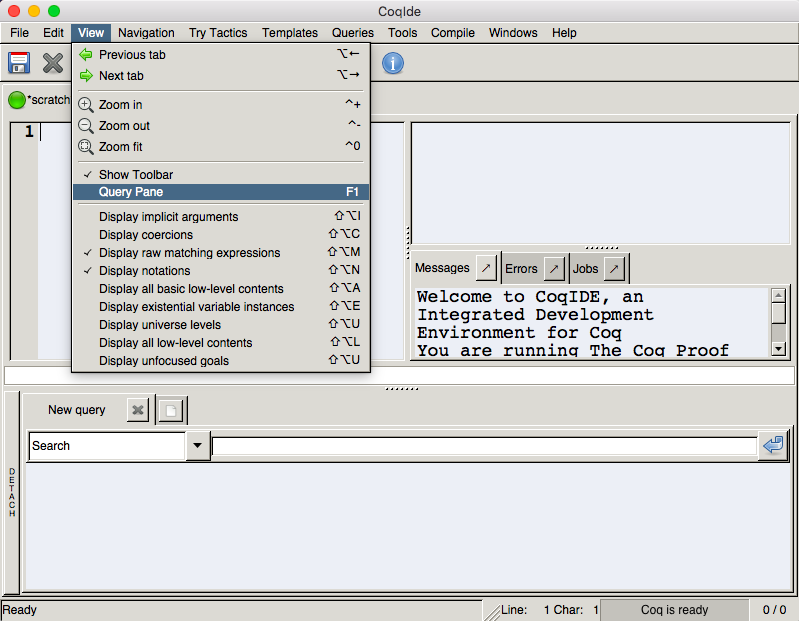 CoqIde
File Edit View Navigation Try Tactics Templates Queries Tools Compile Windows Help
Previous tab ⌥←
Next tab ⌥→
*scratch
Zoom in ^+
Zoom out ^-
Zoom fit ^0
1
✓ Show Toolbar
Query Pane F1
Display implicit arguments ⇧⌥I
Display coercions ⇧⌥C
✓ Display raw matching expressions ⇧⌥M
✓ Display notations ⇧⌥N
Display all basic low-level contents ⇧⌥A
Display existential variable instances ⇧⌥E
Display universe levels ⇧⌥U
Display all low-level contents ⇧⌥L
Display unfocused goals ⇧⌥U
Messages Errors Jobs
Welcome to CoqIDE, an
Integrated Development
Environment for Coq
You are running The Coq Proof
New query
Search
DETACH
Ready Line: 1 Char: 1 Coq is ready 0 / 0